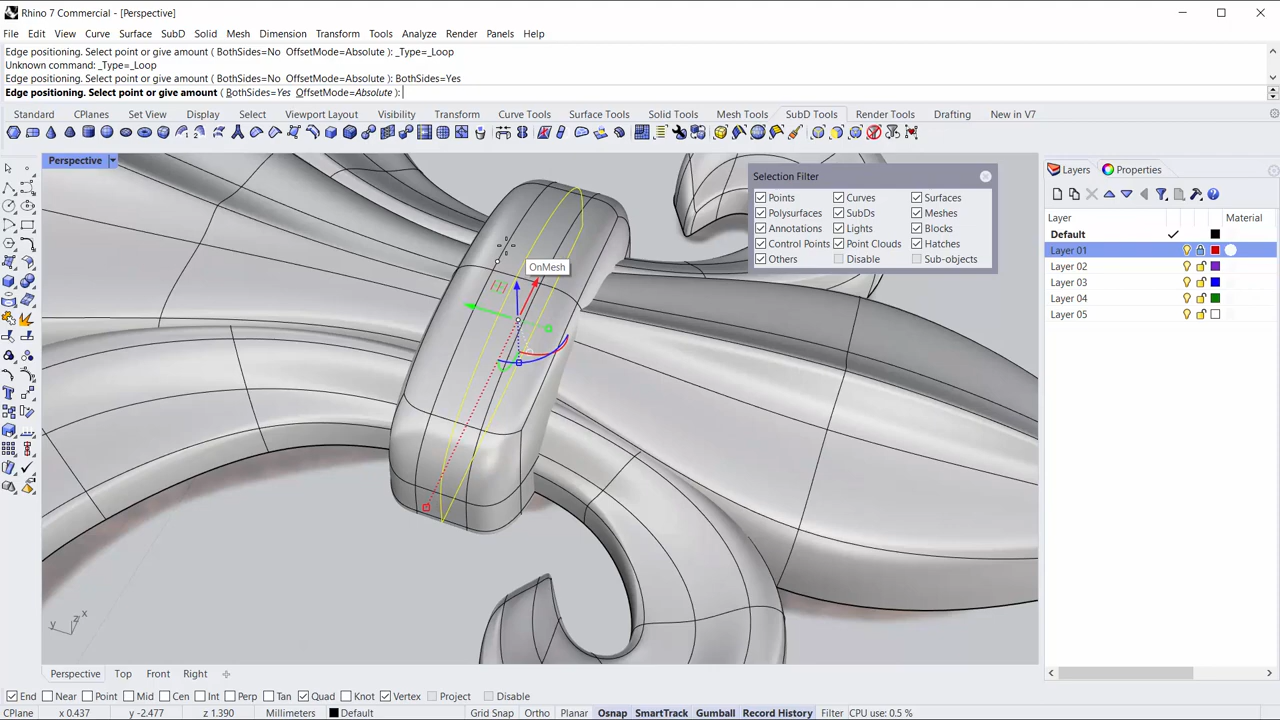 Rhino 7 Commercial - [Perspective]
File Edit View Curve Surface SubD Solid Mesh Dimension Transform Tools Analyze Render Panels Help
Edge positioning. Select point or give amount ( BothSides=No OffsetMode=Absolute ): _Type=_Loop
Unknown command: _Type=_Loop
Edge positioning. Select point or give amount ( BothSides=No OffsetMode=Absolute ): BothSides=Yes
Edge positioning. Select point or give amount ( BothSides=Yes OffsetMode=Absolute ):
Standard CPlanes Set View Display Select Viewport Layout Visibility Transform Curve Tools Surface Tools Solid Tools Mesh Tools SubD Tools Render Tools Drafting New in V7
Perspective
Selection Filter
Points Curves Surfaces
Polysurfaces SubDs Meshes
Annotations Lights Blocks
Control Points Point Clouds Hatches
Others Disable Sub-objects
OnMesh
Layers Properties
Layer Material
Default
Layer 01
Layer 02
Layer 03
Layer 04
Layer 05
x
z
y
Perspective Top Front Right
End Near Point Mid Cen Int Perp Tan Quad Knot Vertex Project Disable
CPlane x 0.437 y -2.477 z 1.390 Millimeters Default Grid Snap Ortho Planar Osnap SmartTrack Gumball Record History Filter CPU use: 0.5 %